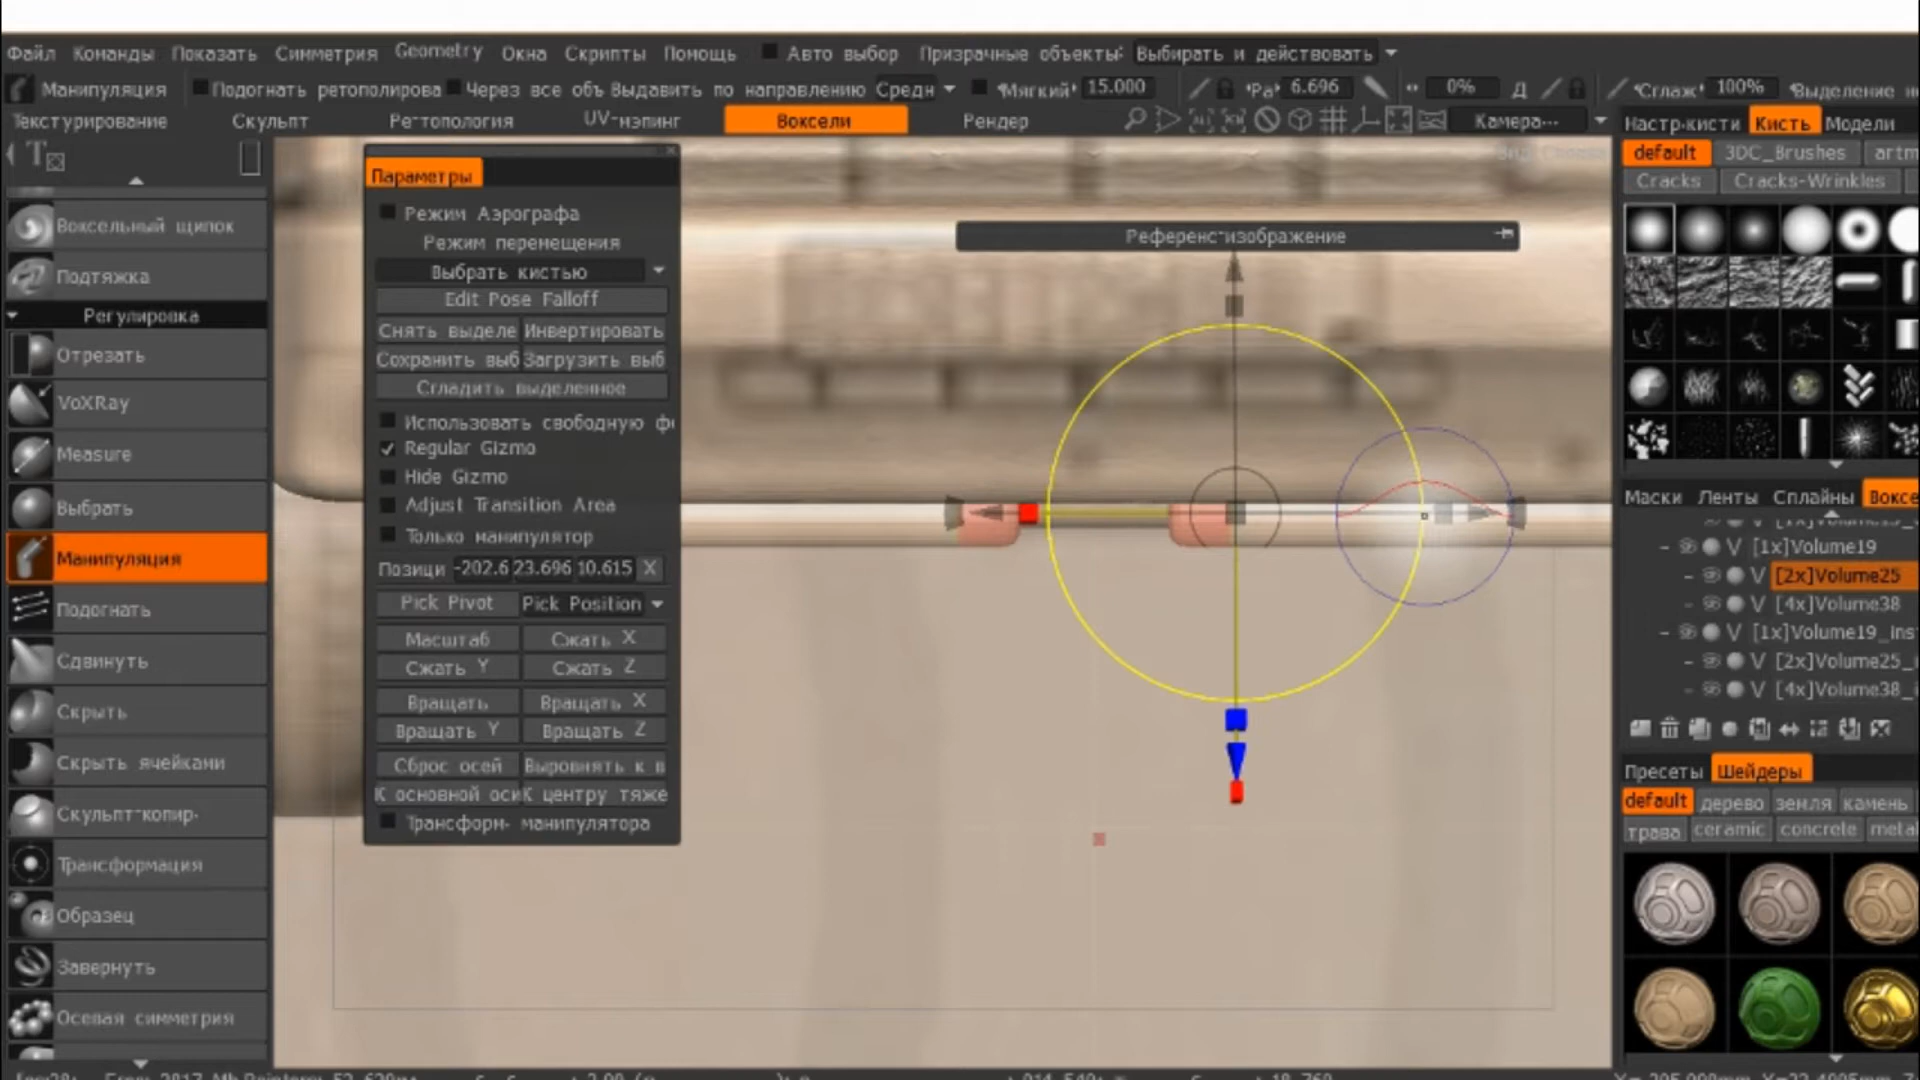 Файл Команды Показать Симметрия Geometry Окна Скрипты Помощь Авто выбор Призрачные объекты: Выбирать и действовать
Манипуляция Подогнать ретополирова Через все объ Выдавить по направлению Средн Мягкий 15.000 Ра 6.696 0% Д Сглаж 100% Выделение
Текстурирование Скульпт Ре-топология UV-мэпинг Воксели Рендер Камера...
Настр.кисти Кисть Модели
default 3DC_Brushes artm
Cracks Cracks-Wrinkles
Воксельный щипок
Подтяжка
Регулировка
Отрезать
VoXRay
Measure
Выбрать
Манипуляция
Подогнать
Сдвинуть
Скрыть
Скрыть ячейками
Скульпт-копир.
Трансформация
Образец
Завернуть
Осевая симметрия
Параметры
Режим Аэрографа
Режим перемещения
Выбрать кистью
Edit Pose Falloff
Снять выделе Инвертировать
Сохранить выб Загрузить выб
Сгладить выделенное
Использовать свободную ф
Regular Gizmo
Hide Gizmo
Adjust Transition Area
Только манипулятор
Позици -202.6 23.696 10.615 X
Pick Pivot Pick Position
Масштаб Сжать X
Сжать Y Сжать Z
Вращать Вращать X
Вращать Y Вращать Z
Сброс осей Выровнять к в
К основной оси К центру тяже
Трансформ. манипулятора
Референс-изображение
Маски Ленты Сплайны Воксе
[1x]Volume19
[2x]Volume25
[4x]Volume38
[1x]Volume19_inst
[2x]Volume25_i
[4x]Volume38_i
Пресеты Шейдеры
default дерево земля камень
трава ceramic concrete metal